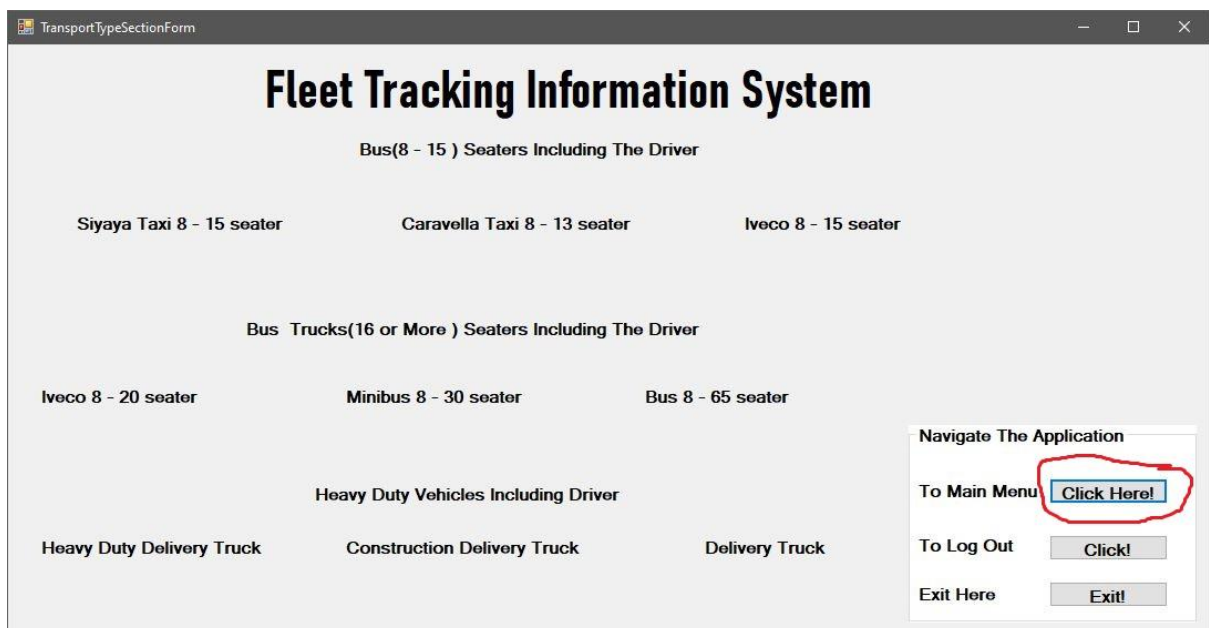 TransportTypeSectionForm
Fleet Tracking Information System
Bus(8 - 15 ) Seaters Including The Driver
Siyaya Taxi 8 - 15 seater
Caravella Taxi 8 - 13 seater
Iveco 8 - 15 seater
Bus  Trucks(16 or More ) Seaters Including The Driver
Iveco 8 - 20 seater
Minibus 8 - 30 seater
Bus 8 - 65 seater
Heavy Duty Vehicles Including Driver
Heavy Duty Delivery Truck
Construction Delivery Truck
Delivery Truck
Navigate The Application
To Main Menu
Click Here!
To Log Out
Click!
Exit Here
Exit!